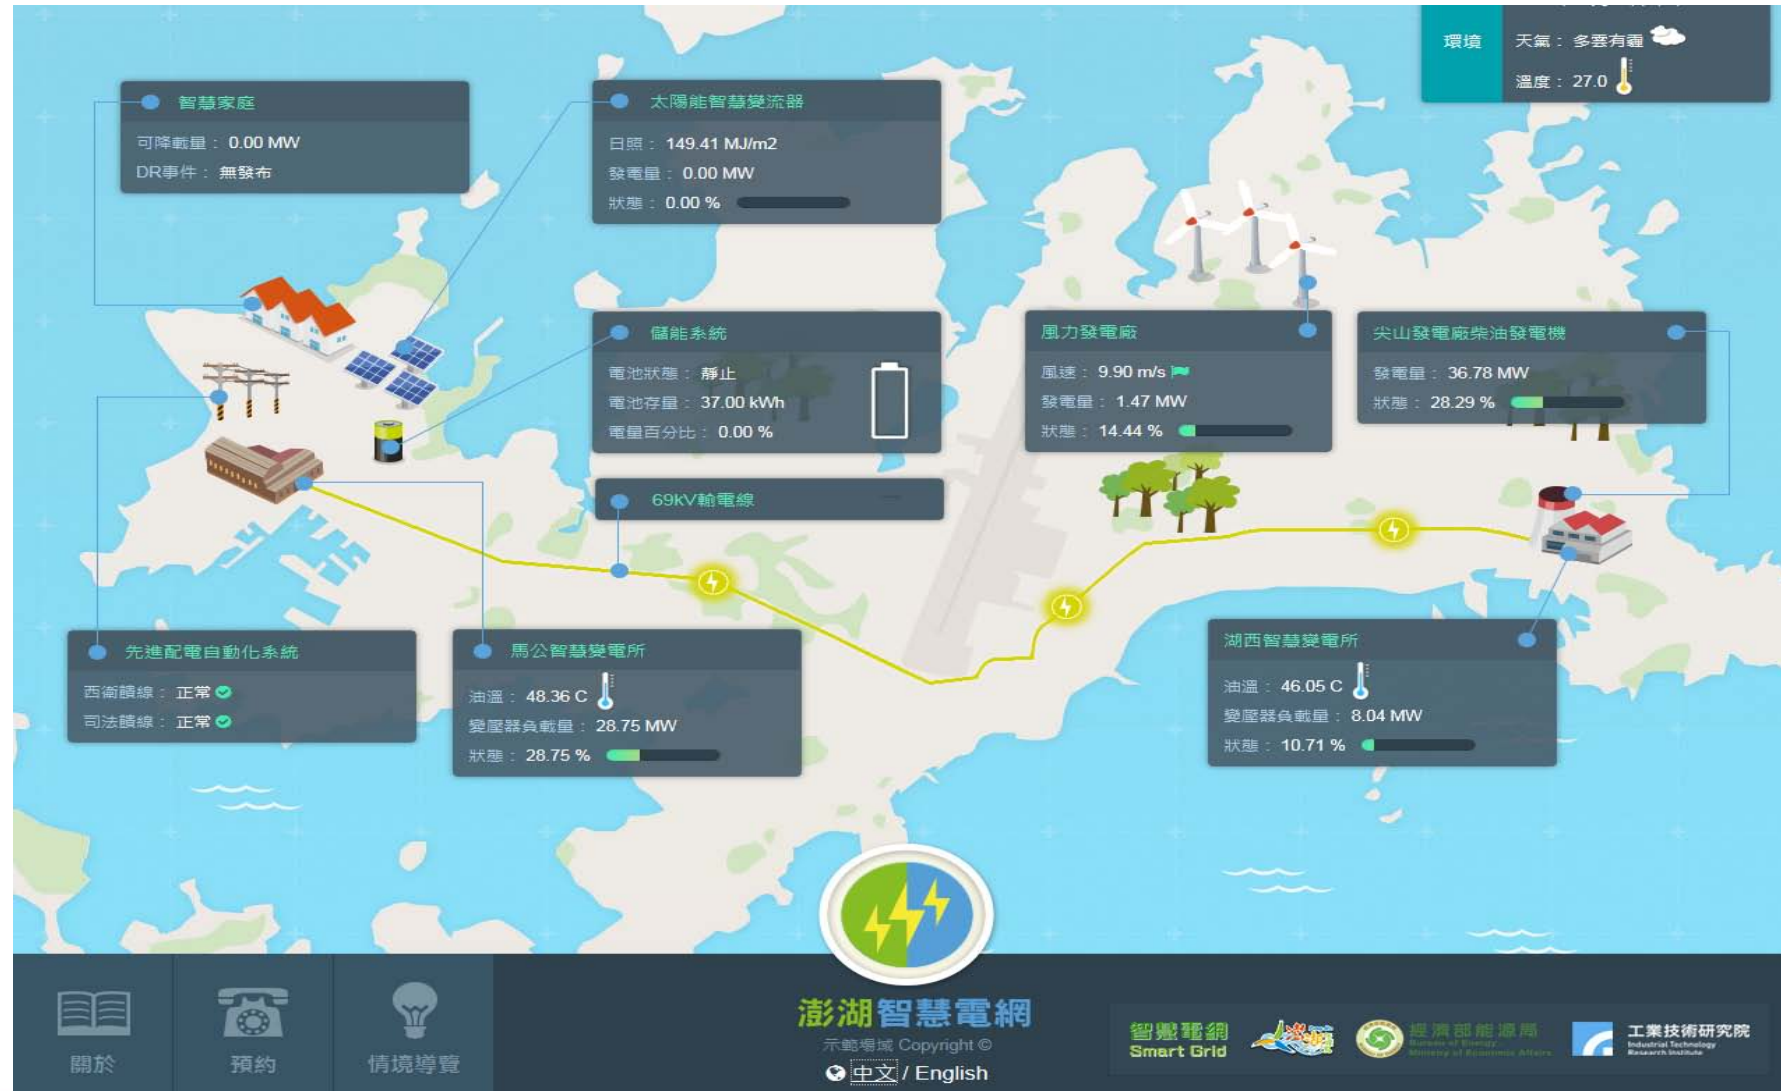 環境
天氣： 多雲有霾
溫度： 27.0
智慧家庭
可降載量： 0.00 MW
DR事件： 無發布
太陽能智慧變流器
日照： 149.41 MJ/m2
發電量： 0.00 MW
狀態： 0.00 %
儲能系統
電池狀態： 靜止
電池存量： 37.00 kWh
電量百分比： 0.00 %
69kV輸電線
風力發電廠
風速： 9.90 m/s
發電量： 1.47 MW
狀態： 14.44 %
尖山發電廠柴油發電機
發電量： 36.78 MW
狀態： 28.29 %
先進配電自動化系統
西衛饋線： 正常
司法饋線： 正常
馬公智慧變電所
油溫： 48.36 C
變壓器負載量： 28.75 MW
狀態： 28.75 %
湖西智慧變電所
油溫： 46.05 C
變壓器負載量： 8.04 MW
狀態： 10.71 %
關於
預約
情境導覽
澎湖智慧電網
示範場域 Copyright ©
中文 / English
智慧電網
Smart Grid
經濟部能源局
Bureau of Energy
Ministry of Economic Affairs
工業技術研究院
Industrial Technology
Research Institute